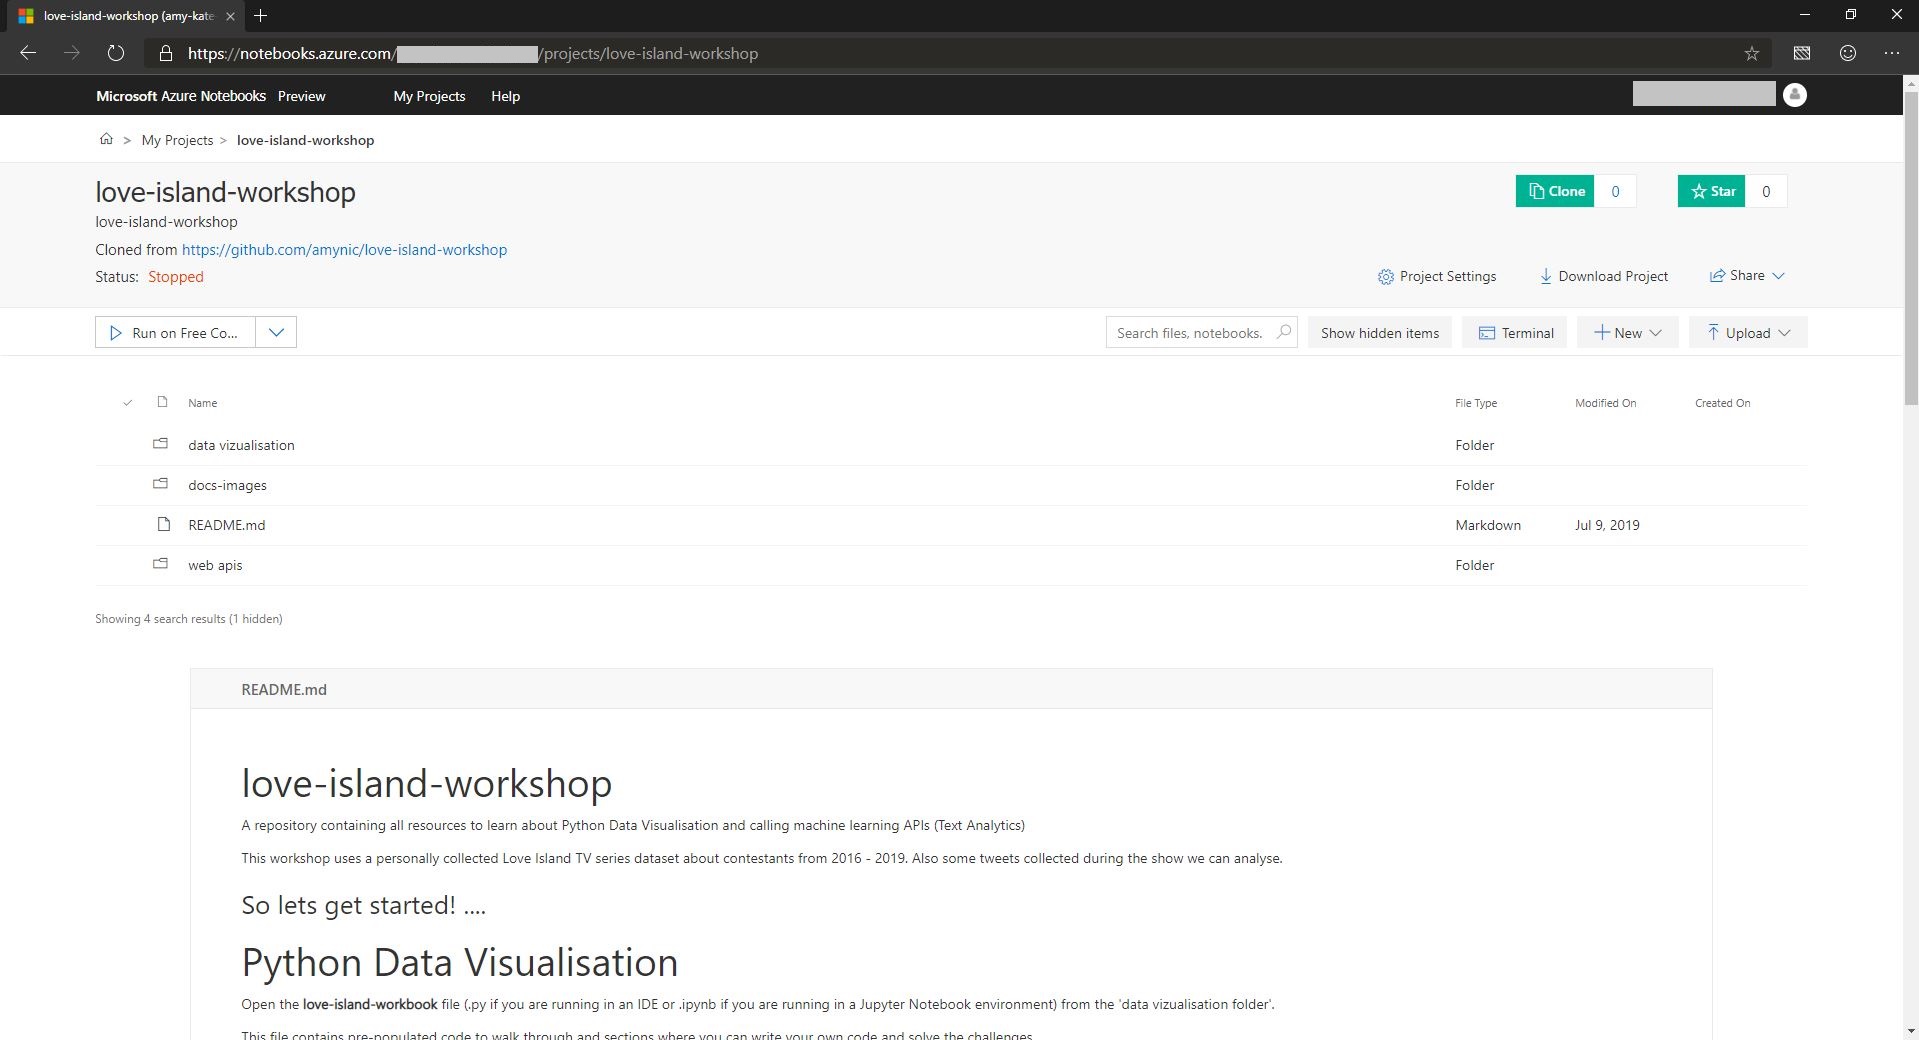 love-island-workshop (amy-kate-
https://notebooks.azure.com/ /projects/love-island-workshop
Microsoft Azure Notebooks Preview My Projects Help
My Projects > love-island-workshop
love-island-workshop
Clone 0 Star 0
love-island-workshop
Cloned from https://github.com/amynic/love-island-workshop
Status: Stopped
Project Settings Download Project Share
Run on Free Co... Search files, notebooks. Show hidden items Terminal New Upload
Name File Type Modified On Created On
data vizualisation Folder
docs-images Folder
README.md Markdown Jul 9, 2019
web apis Folder
Showing 4 search results (1 hidden)
README.md
love-island-workshop
A repository containing all resources to learn about Python Data Visualisation and calling machine learning APIs (Text Analytics)
This workshop uses a personally collected Love Island TV series dataset about contestants from 2016 - 2019. Also some tweets collected during the show we can analyse.
So lets get started! ....
Python Data Visualisation
Open the love-island-workbook file (.py if you are running in an IDE or .ipynb if you are running in a Jupyter Notebook environment) from the 'data vizualisation folder'.
This file contains pre-populated code to walk through and sections where you can write your own code and solve the challenges